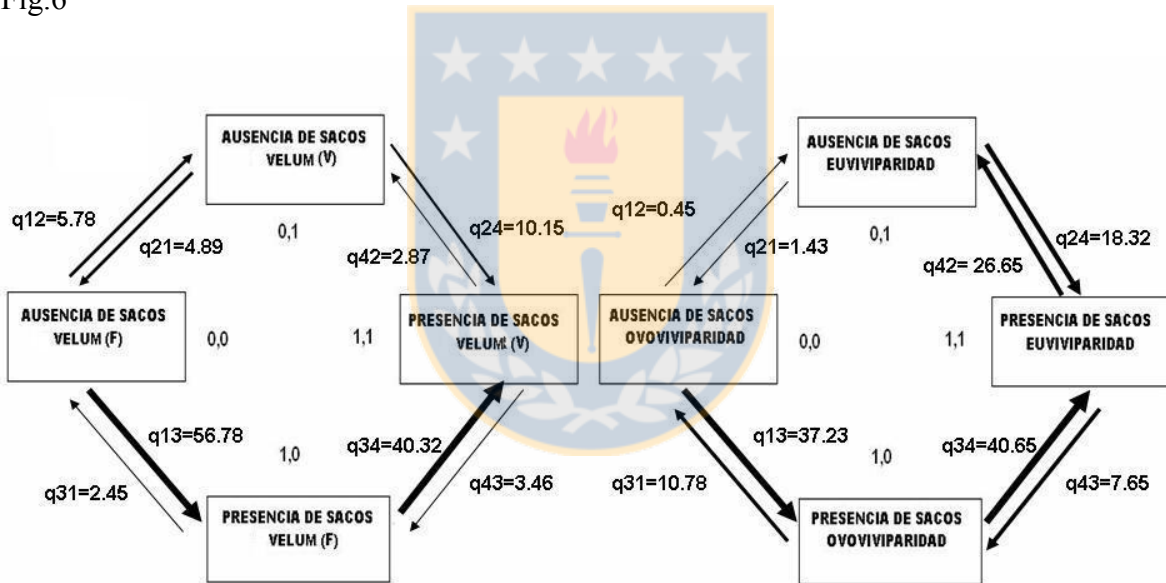 Fig.6
AUSENCIA DE SACOS
VELUM (V)
q12=5.78
q21=4.89
0,1
q24=10.15
q42=2.87
AUSENCIA DE SACOS
VELUM (F)
0,0
1,1
PRESENCIA DE SACOS
VELUM (V)
q13=56.78
q31=2.45
1,0
q34=40.32
q43=3.46
PRESENCIA DE SACOS
VELUM (F)
AUSENCIA DE SACOS
EUVIVIPARIDAD
q12=0.45
q21=1.43
0,1
q24=18.32
q42= 26.65
AUSENCIA DE SACOS
OVOVIVIPARIDAD
0,0
1,1
PRESENCIA DE SACOS
EUVIVIPARIDAD
q13=37.23
q31=10.78
1,0
q34=40.65
q43=7.65
PRESENCIA DE SACOS
OVOVIVIPARIDAD